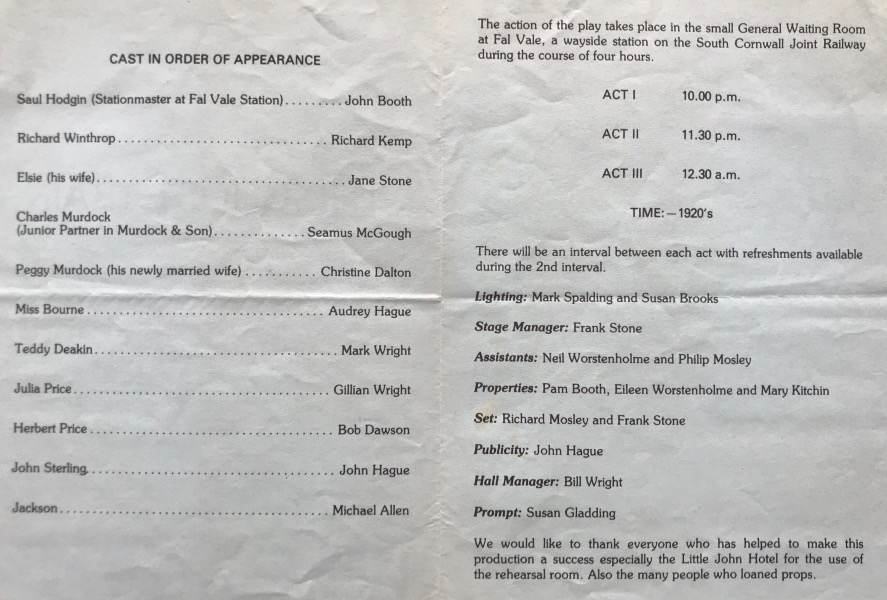 CAST IN ORDER OF APPEARANCE
Saul Hodgin (Stationmaster at Fal Vale Station)......... John Booth
Richard Winthrop................................ Richard Kemp
Elsie (his wife)...................................... Jane Stone
Charles Murdock
(Junior Partner in Murdock & Son)............. Seamus McGough
Peggy Murdock (his newly married wife) ........... Christine Dalton
Miss Bourne .................................... Audrey Hague
Teddy Deakin..................................... Mark Wright
Julia Price....................................... Gillian Wright
Herbert Price ..................................... Bob Dawson
John Sterling..................................... John Hague
Jackson......................................... Michael Allen
The action of the play takes place in the small General Waiting Room
at Fal Vale, a wayside station on the South Cornwall Joint Railway
during the course of four hours.
ACT I 10.00 p.m.
ACT II 11.30 p.m.
ACT III 12.30 a.m.
TIME:—1920's
There will be an interval between each act with refreshments available
during the 2nd interval.
Lighting: Mark Spalding and Susan Brooks
Stage Manager: Frank Stone
Assistants: Neil Worstenholme and Philip Mosley
Properties: Pam Booth, Eileen Worstenholme and Mary Kitchin
Set: Richard Mosley and Frank Stone
Publicity: John Hague
Hall Manager: Bill Wright
Prompt: Susan Gladding
We would like to thank everyone who has helped to make this
production a success especially the Little John Hotel for the use of
the rehearsal room. Also the many people who loaned props.